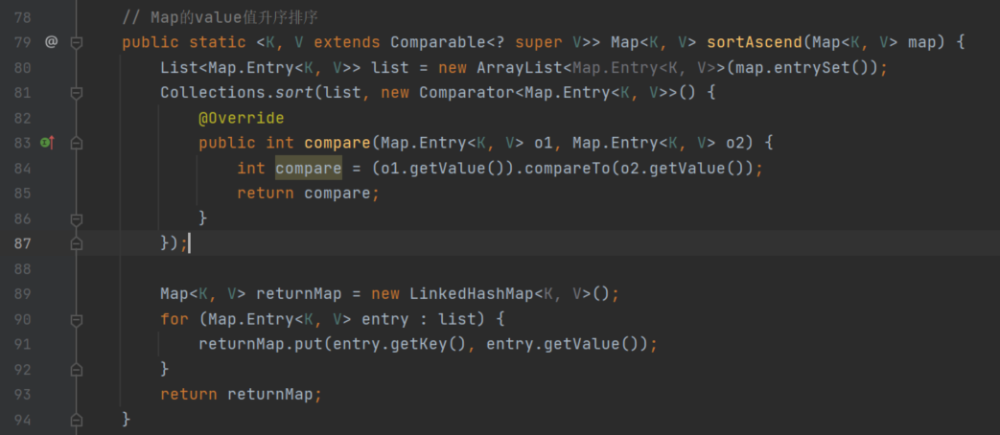 78 // Map的value值升序排序
79 @ public static <K, V extends Comparable<? super V>> Map<K, V> sortAscend(Map<K, V> map) {
80 List<Map.Entry<K, V>> list = new ArrayList<Map.Entry<K, V>>(map.entrySet());
81 Collections.sort(list, new Comparator<Map.Entry<K, V>>() {
82 @Override
83 public int compare(Map.Entry<K, V> o1, Map.Entry<K, V> o2) {
84 int compare = (o1.getValue()).compareTo(o2.getValue());
85 return compare;
86 }
87 });
88
89 Map<K, V> returnMap = new LinkedHashMap<K, V>();
90 for (Map.Entry<K, V> entry : list) {
91 returnMap.put(entry.getKey(), entry.getValue());
92 }
93 return returnMap;
94 }